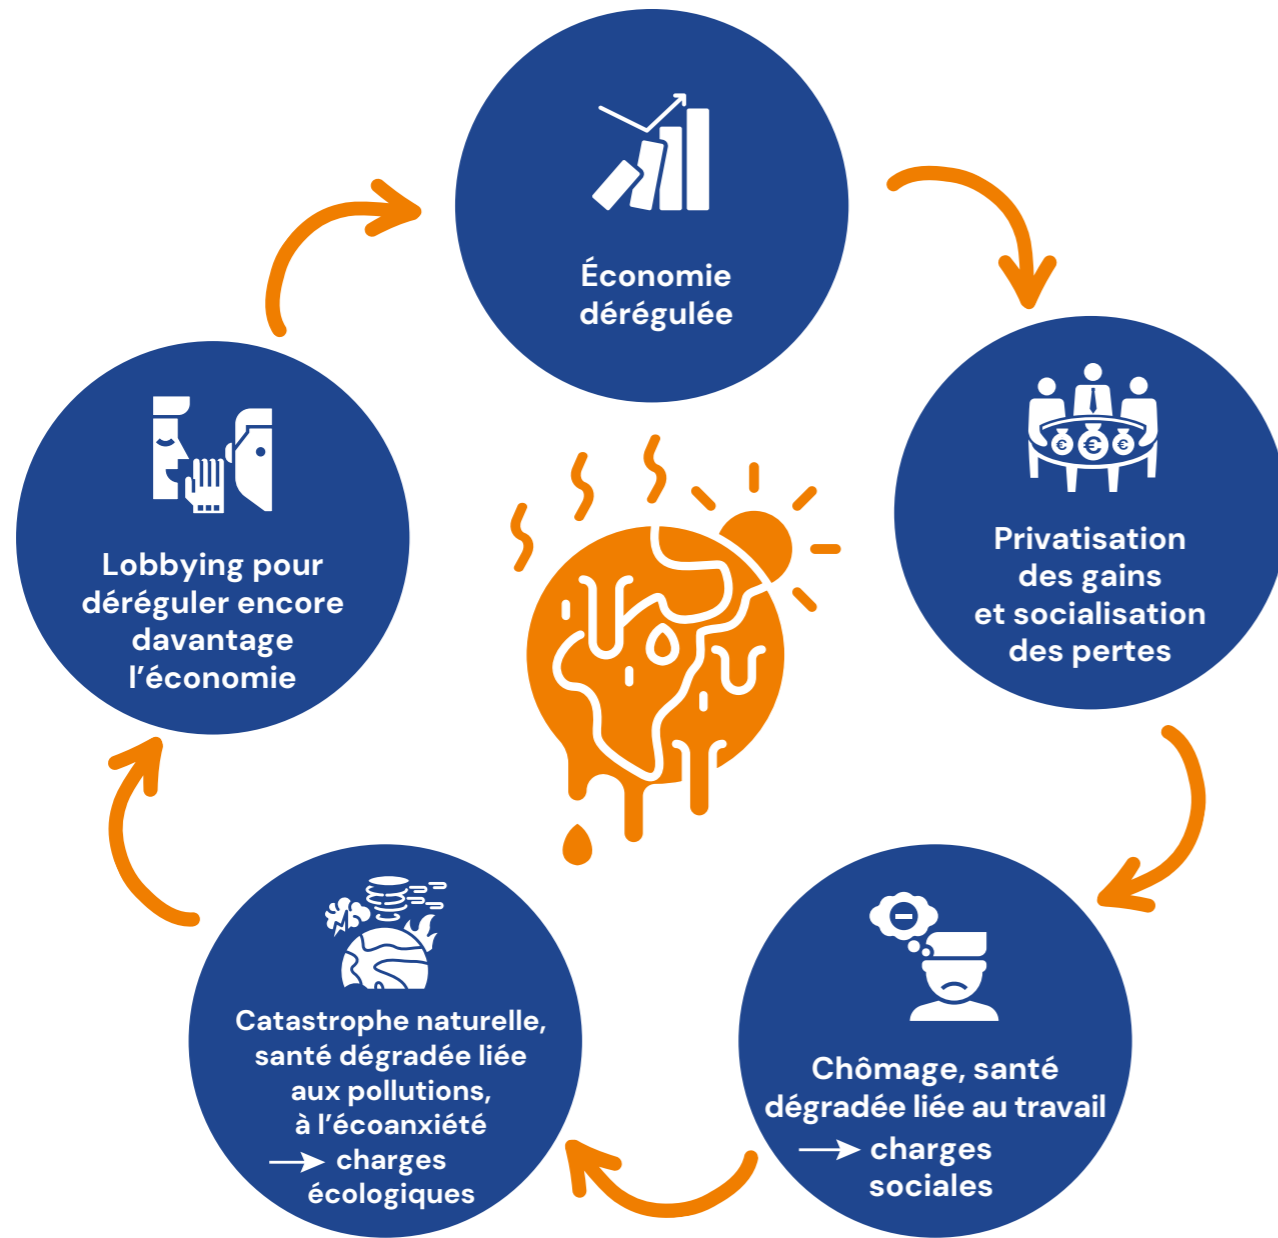 Économie
dérégulée
€
€
€
Privatisation
des gains
et socialisation
des pertes
Chômage, santé
dégradée liée au travail
→ charges
sociales
Catastrophe naturelle,
santé dégradée liée
aux pollutions,
à l’écoanxiété
→ charges
écologiques
Lobbying pour
déréguler encore
davantage
l’économie